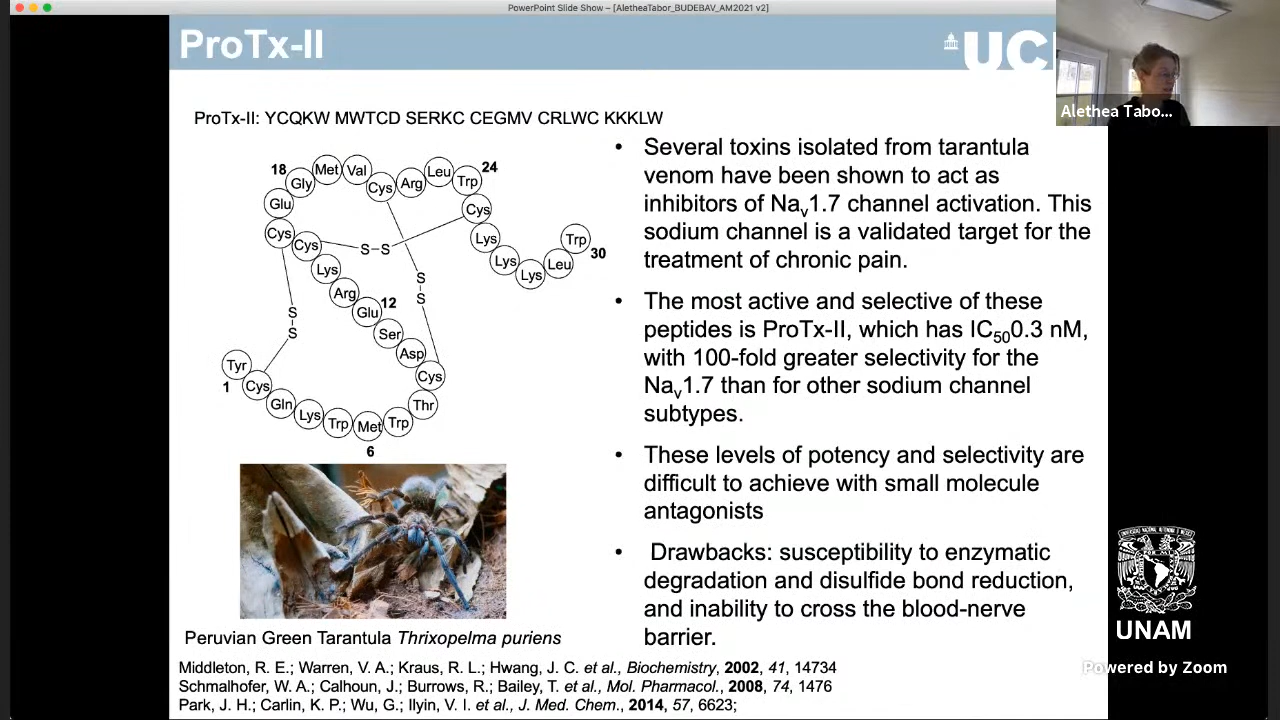 PowerPoint Slide Show – [AletheaTabor_BUDEBAV_AM2021 v2]
ProTx-II
UC
Alethea Tabo...
ProTx-II: YCQKW MWTCD SERKC CEGMV CRLWC KKKLW
18 Gly Met Val Cys Arg Leu Trp 24
Glu Cys
Cys Cys S–S Lys Lys Lys Leu Trp 30
Lys
Arg
S S
Glu 12
S S
Ser
Asp
Tyr Cys
1 Cys
Gln Lys Trp Met Trp Thr
6
• Several toxins isolated from tarantula
venom have been shown to act as
inhibitors of Nav1.7 channel activation. This
sodium channel is a validated target for the
treatment of chronic pain.
• The most active and selective of these
peptides is ProTx-II, which has IC500.3 nM,
with 100-fold greater selectivity for the
Nav1.7 than for other sodium channel
subtypes.
• These levels of potency and selectivity are
difficult to achieve with small molecule
antagonists
• Drawbacks: susceptibility to enzymatic
degradation and disulfide bond reduction,
and inability to cross the blood-nerve
barrier.
Peruvian Green Tarantula Thrixopelma puriens
Middleton, R. E.; Warren, V. A.; Kraus, R. L.; Hwang, J. C. et al., Biochemistry, 2002, 41, 14734
Schmalhofer, W. A.; Calhoun, J.; Burrows, R.; Bailey, T. et al., Mol. Pharmacol., 2008, 74, 1476
Park, J. H.; Carlin, K. P.; Wu, G.; Ilyin, V. I. et al., J. Med. Chem., 2014, 57, 6623;
UNAM
Powered by Zoom